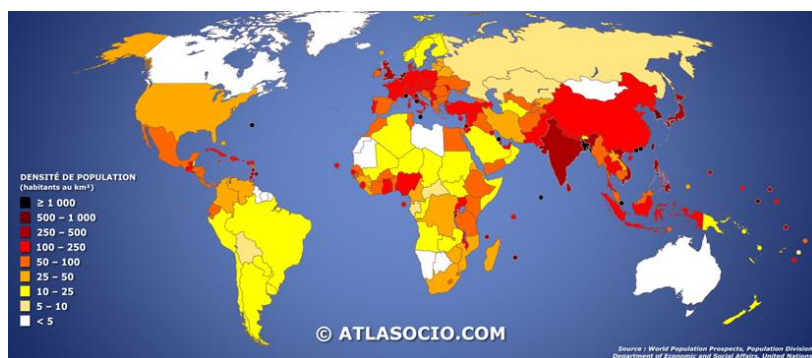 DENSITÉ DE POPULATION
(habitants au km²)
≥ 1 000
500 – 1 000
250 – 500
100 – 250
50 – 100
25 – 50
10 – 25
5 – 10
< 5
© ATLASOCIO.COM
Source : World Population Prospects, Population Division
Department of Economic and Social Affairs, United Nations